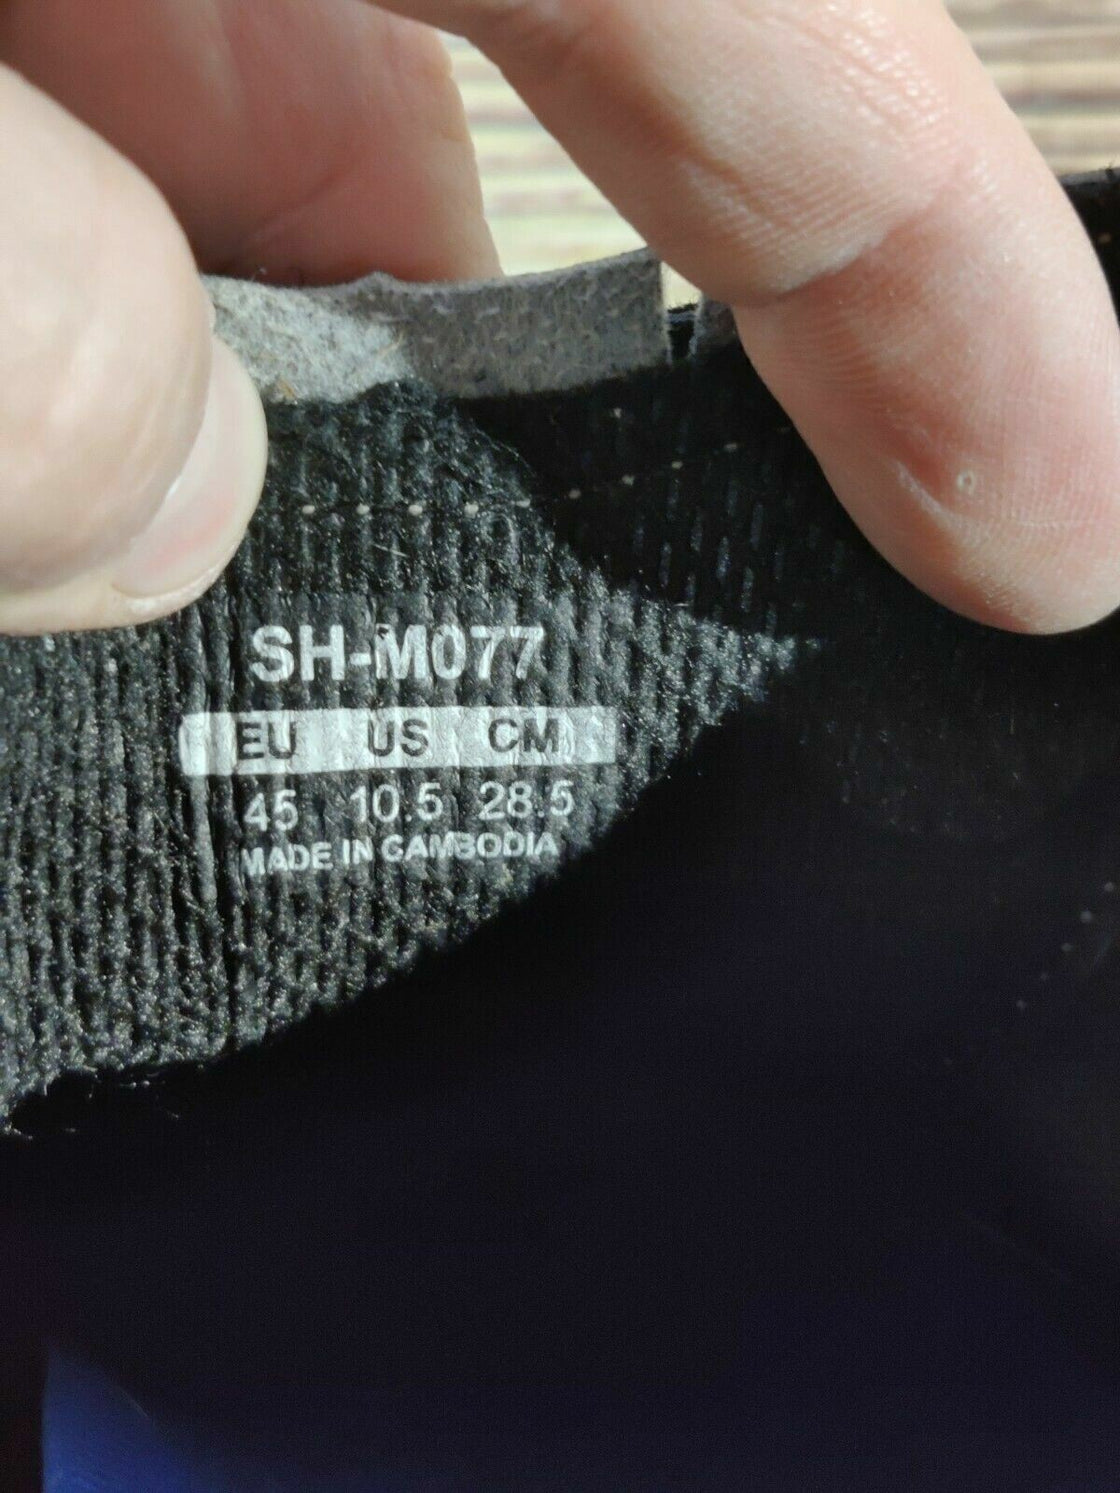 SH-M077
EU US CM
45 10.5 28.5
MADE IN CAMBODIA